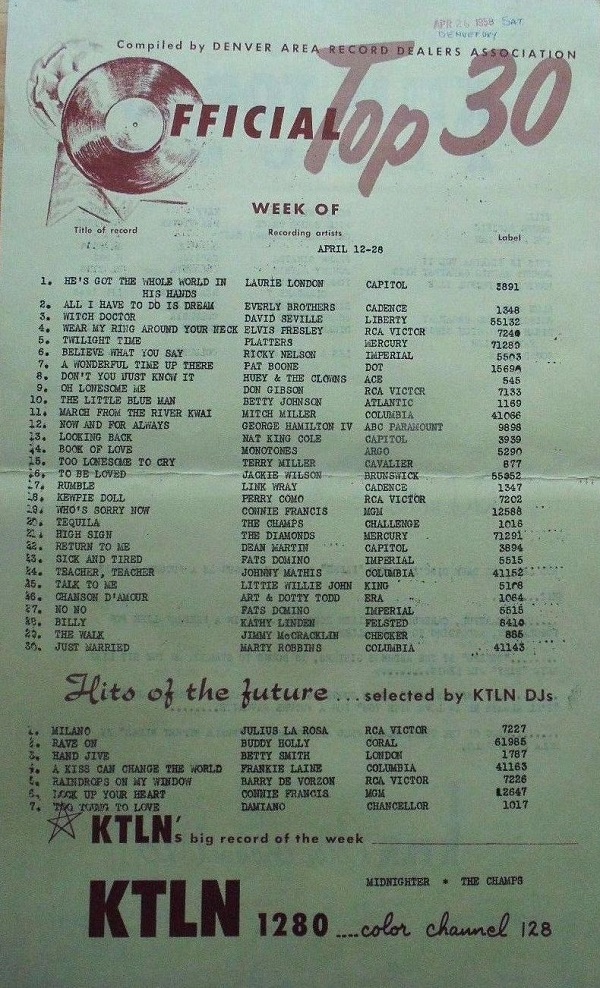 APR 26 1958 SAT
DENVER
Compiled by DENVER AREA RECORD DEALERS ASSOCIATION
OFFICIAL Top 30
WEEK OF
Title of record Recording artists Label
APRIL 12-28
1. HE'S GOT THE WHOLE WORLD IN LAURIE LONDON CAPITOL 3891
HIS HANDS
2. ALL I HAVE TO DO IS DREAM EVERLY BROTHERS CADENCE 1348
3. WITCH DOCTOR DAVID SEVILLE LIBERTY 55132
4. WEAR MY RING AROUND YOUR NECK ELVIS PRESLEY RCA VICTOR 7240
5. TWILIGHT TIME PLATTERS MERCURY 71289
6. BELIEVE WHAT YOU SAY RICKY NELSON IMPERIAL 5503
7. A WONDERFUL TIME UP THERE PAT BOONE DOT 15690
8. DON'T YOU JUST KNOW IT HUEY & THE CLOWNS ACE 545
9. OH LONESOME ME DON GIBSON RCA VICTOR 7133
10. THE LITTLE BLUE MAN BETTY JOHNSON ATLANTIC 1169
11. MARCH FROM THE RIVER KWAI MITCH MILLER COLUMBIA 41066
12. NOW AND FOR ALWAYS GEORGE HAMILTON IV ABC PARAMOUNT 9898
13. LOOKING BACK NAT KING COLE CAPITOL 3939
14. BOOK OF LOVE MONOTONES ARGO 5290
15. TOO LONESOME TO CRY TERRY MILLER CAVALIER 877
16. TO BE LOVED JACKIE WILSON BRUNSWICK 55052
17. RUMBLE LINK WRAY CADENCE 1347
18. KEWPIE DOLL PERRY COMO RCA VICTOR 7202
19. WHO'S SORRY NOW CONNIE FRANCIS MGM 12588
20. TEQUILA THE CHAMPS CHALLENGE 1016
21. HIGH SIGN THE DIAMONDS MERCURY 71291
22. RETURN TO ME DEAN MARTIN CAPITOL 3894
23. SICK AND TIRED FATS DOMINO IMPERIAL 5515
24. TEACHER, TEACHER JOHNNY MATHIS COLUMBIA 41152
25. TALK TO ME LITTLE WILLIE JOHN KING 5108
26. CHANSON D'AMOUR ART & DOTTY TODD ERA 1064
27. NO NO FATS DOMINO IMPERIAL 5515
28. BILLY KATHY LINDEN FELSTED 8410
29. THE WALK JIMMY McCRACKLIN CHECKER 885
30. JUST MARRIED MARTY ROBBINS COLUMBIA 41143
Hits of the future ... selected by KTLN DJs
1. MILANO JULIUS LA ROSA RCA VICTOR 7227
2. RAVE ON BUDDY HOLLY CORAL 61985
3. HAND JIVE BETTY SMITH LONDON 1787
4. A KISS CAN CHANGE THE WORLD FRANKIE LAINE COLUMBIA 41163
5. RAINDROPS ON MY WINDOW BARRY DE VORZON RCA VICTOR 7226
6. LOCK UP YOUR HEART CONNIE FRANCIS MGM 12647
7. TOO YOUNG TO LOVE DAMIANO CHANCELLOR 1017
KTLN's big record of the week
MIDNIGHTER * THE CHAMPS
KTLN 1280 ....color channel 128